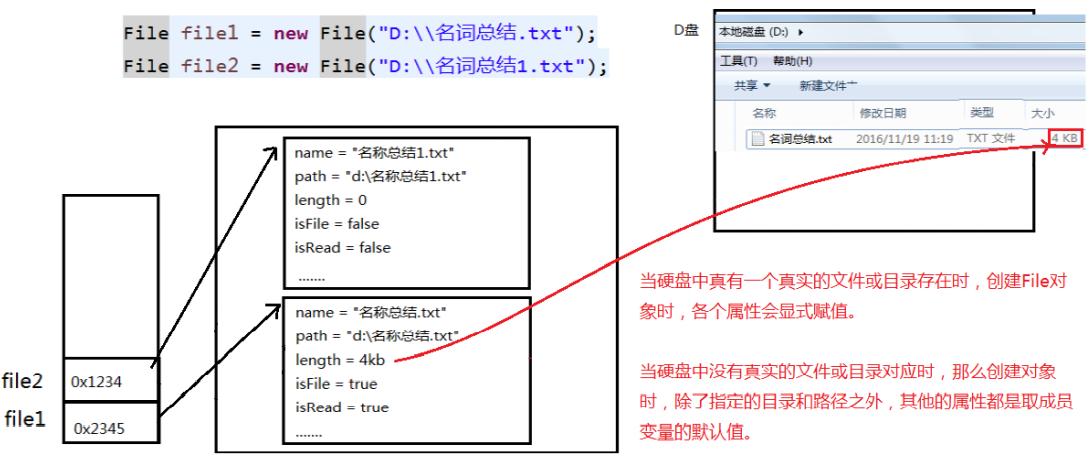 File file1 = new File("D:\\名词总结.txt");
File file2 = new File("D:\\名词总结1.txt");
D盘
本地磁盘 (D:)
工具(T) 帮助(H)
共享 新建文件
名称 修改日期 类型 大小
名词总结.txt 2016/11/19 11:19 TXT 文件 4 KB
name = "名称总结1.txt"
path = "d:\名称总结1.txt"
length = 0
isFile = false
isRead = false
.......
name = "名称总结.txt"
path = "d:\名称总结.txt"
length = 4kb
isFile = true
isRead = true
.......
file2 0x1234
file1 0x2345
当硬盘中真有一个真实的文件或目录存在时，创建File对
象时，各个属性会显式赋值。
当硬盘中没有真实的文件或目录对应时，那么创建对象
时，除了指定的目录和路径之外，其他的属性都是取成员
变量的默认值。